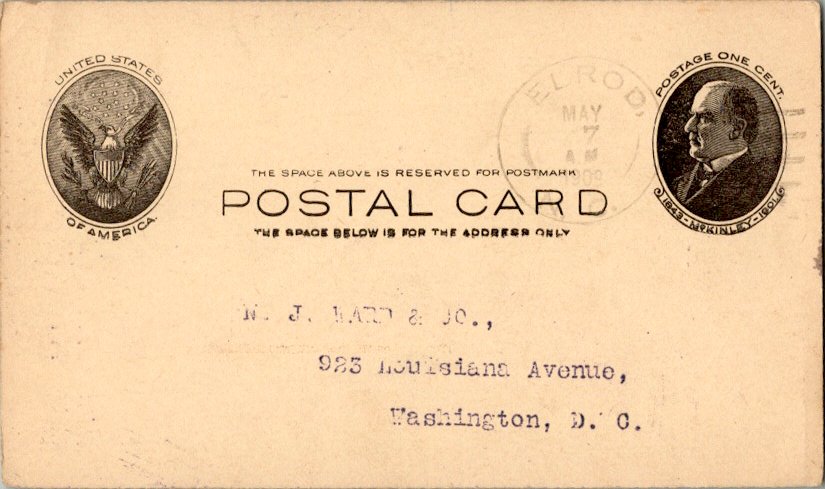 UNITED STATES
OF AMERICA.
ELROD,
MAY
7
A M
POSTAGE ONE CENT.
1843-McKINLEY-1901
THE SPACE ABOVE IS RESERVED FOR POSTMARK
POSTAL CARD
THE SPACE BELOW IS FOR THE ADDRESS ONLY
J. & CO.,
923 Louisiana Avenue,
Washington, D. C.